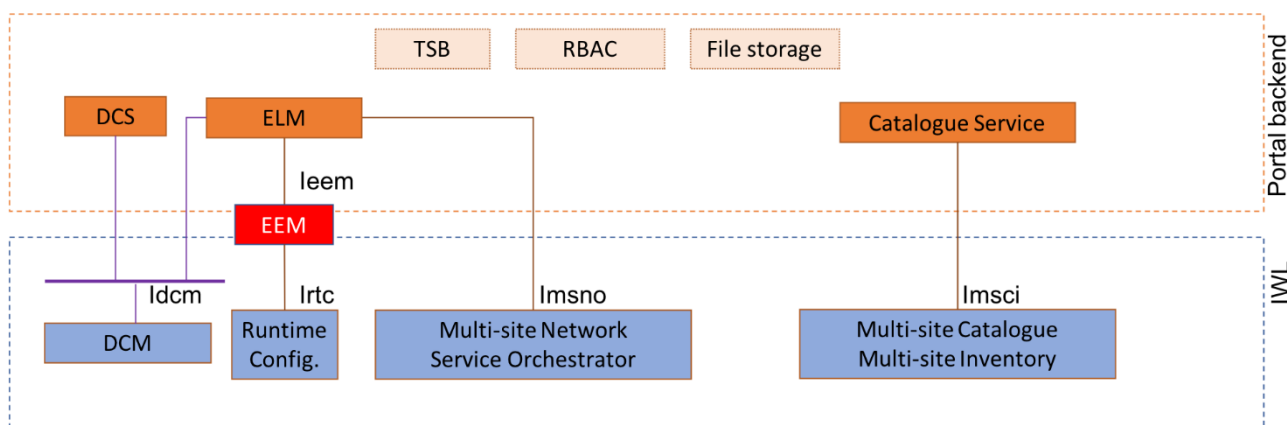 TSB
RBAC
File storage
DCS
ELM
Catalogue Service
Portal backend
Ieem
EEM
IWL
Idcm
Irtc
Imsno
Imsci
DCM
Runtime
Config.
Multi-site Network
Service Orchestrator
Multi-site Catalogue
Multi-site Inventory